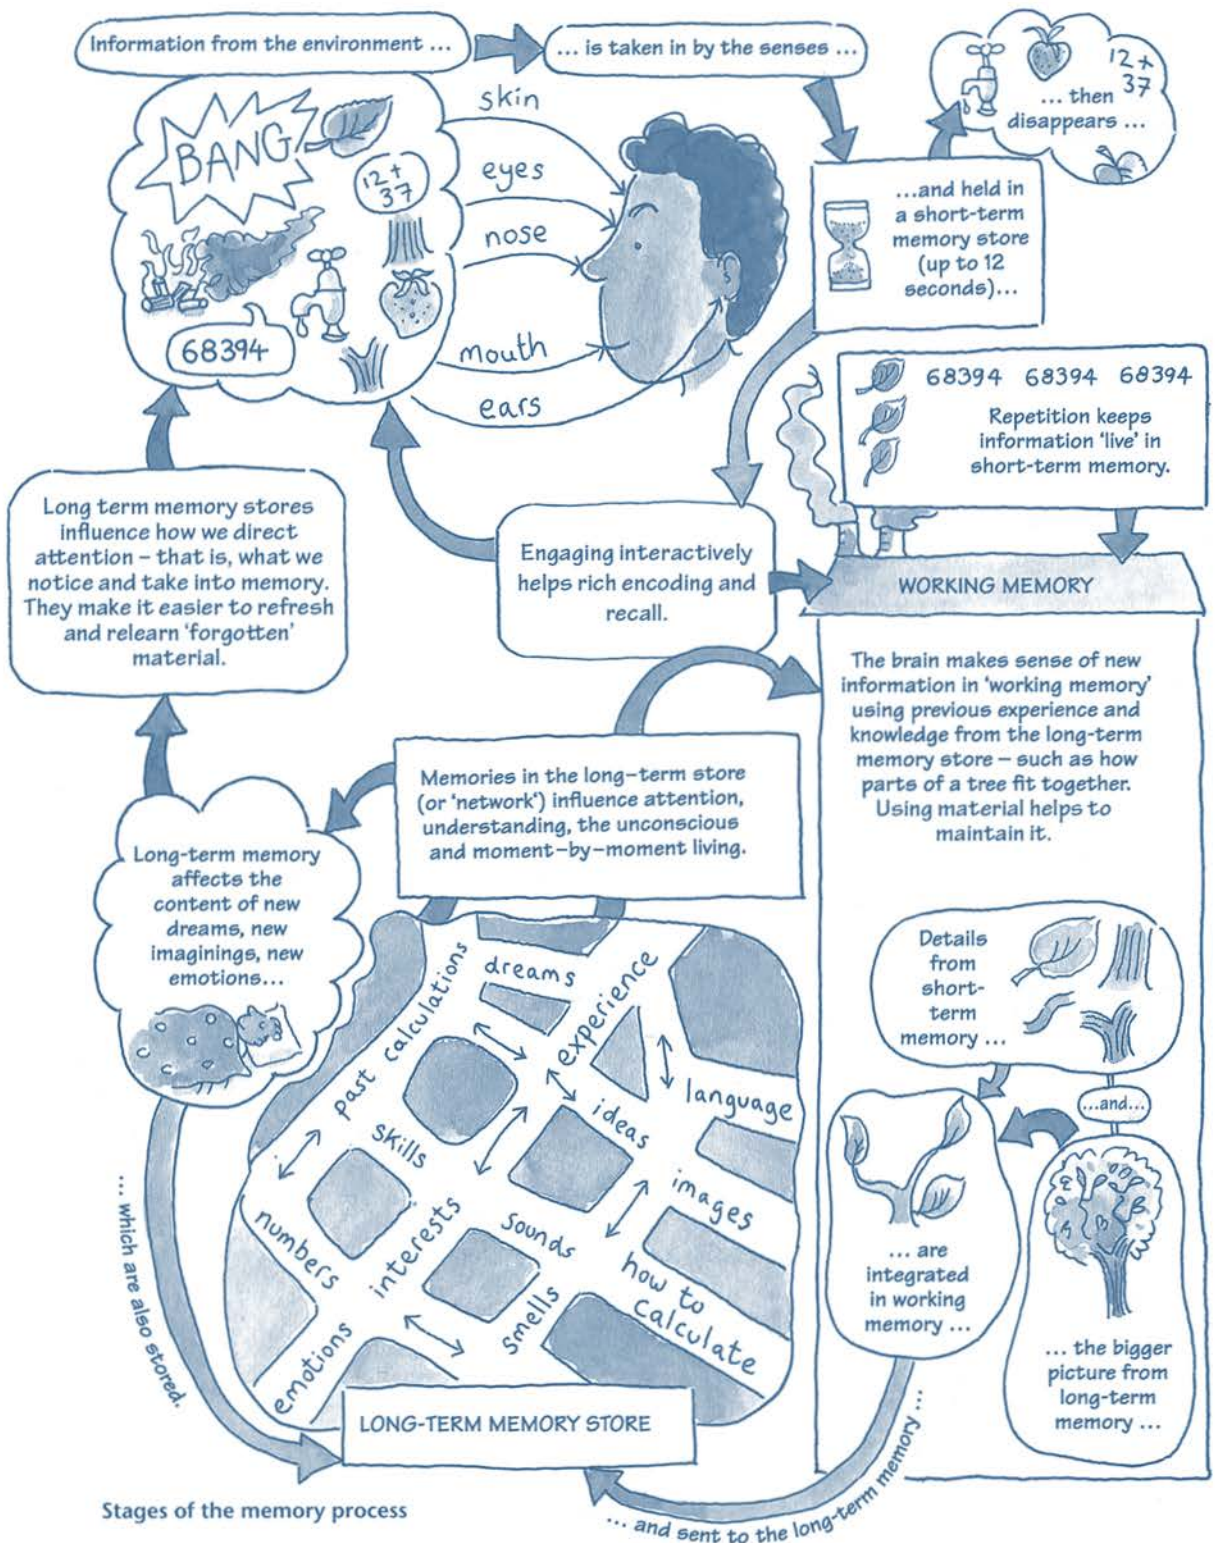 Information from the environment ...
... is taken in by the senses ...
12 +
37
... then
disappears ...
BANG
12 +
37
68394
skin
eyes
nose
mouth
ears
...and held in
a short-term
memory store
(up to 12
seconds)...
68394 68394 68394
Repetition keeps
information 'live' in
short-term memory.
Long term memory stores
influence how we direct
attention – that is, what we
notice and take into memory.
They make it easier to refresh
and relearn 'forgotten'
material.
Engaging interactively
helps rich encoding and
recall.
WORKING MEMORY
The brain makes sense of new
information in 'working memory'
using previous experience and
knowledge from the long-term
memory store – such as how
parts of a tree fit together.
Using material helps to
maintain it.
Memories in the long-term store
(or 'network') influence attention,
understanding, the unconscious
and moment-by-moment living.
Long-term memory
affects the
content of new
dreams, new
imaginings, new
emotions...
Details
from
short-
term
memory ...
...and...
... are
integrated
in working
memory ...
... the bigger
picture from
long-term
memory ...
past calculations
dreams
experience
language
skills
ideas
images
numbers
interests
sounds
how to
calculate
smells
emotions
... which are also stored.
LONG-TERM MEMORY STORE
... and sent to the long-term memory ...
Stages of the memory process